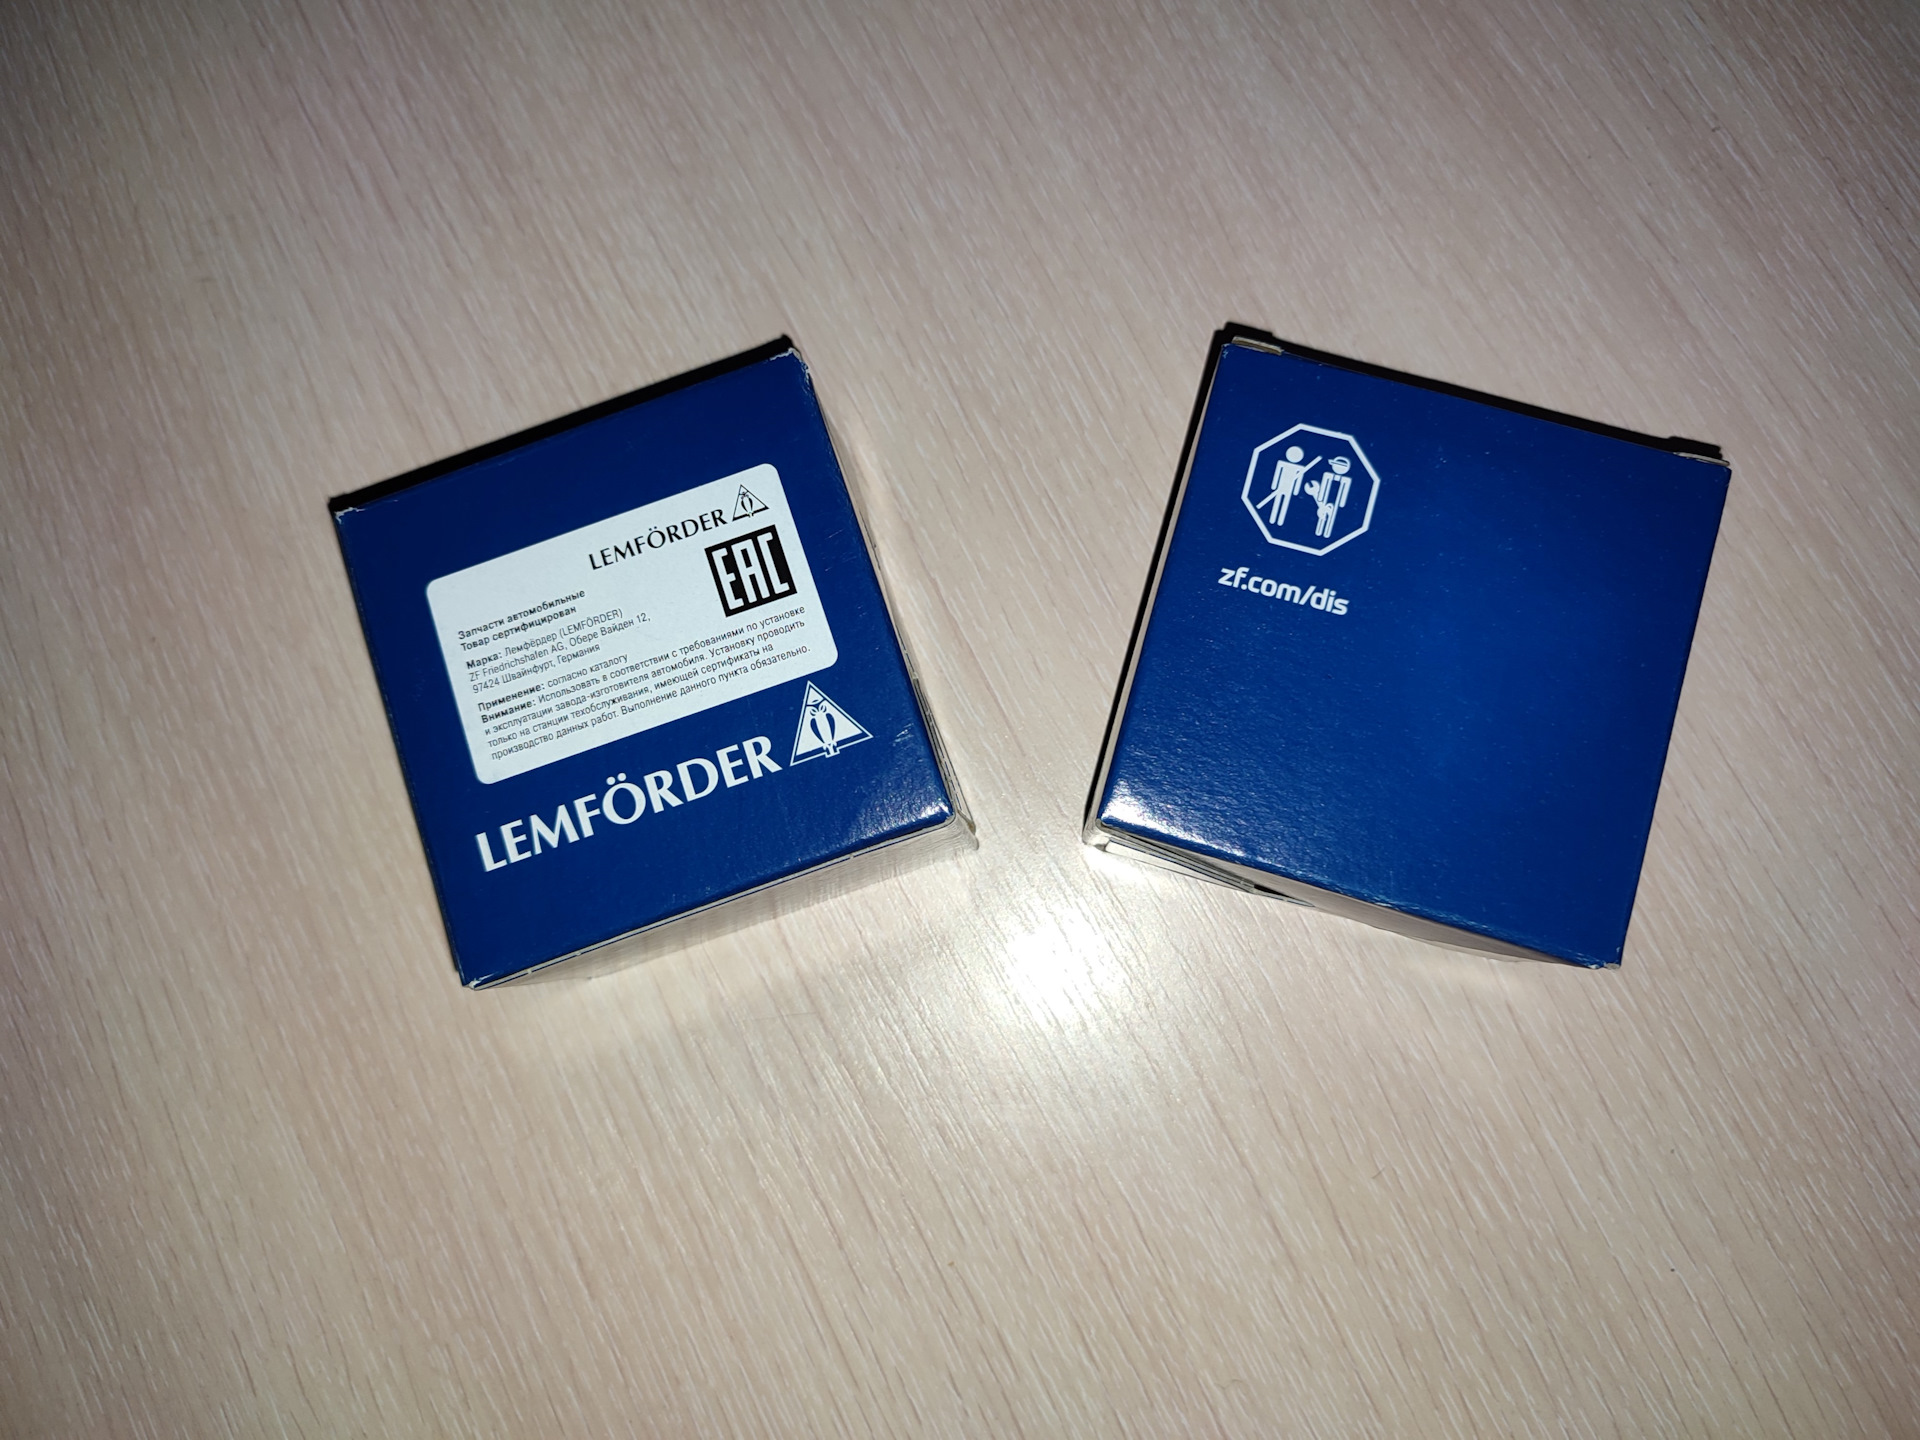 LEMFÖRDER
EAC
Запчасти автомобильные
Товар сертифицирован
Марка: Лемфёрдер (LEMFÖRDER)
ZF Friedrichshafen AG, Обере Вайден 12,
97424 Швайнфурт, Германия
Применение: согласно каталогу
Внимание: Использовать в соответствии с требованиями по установке
и эксплуатации завода-изготовителя автомобиля. Установку проводить
только на станции техобслуживания, имеющей сертификаты на
производство данных работ. Выполнение данного пункта обязательно.
LEMFÖRDER
zf.com/dis